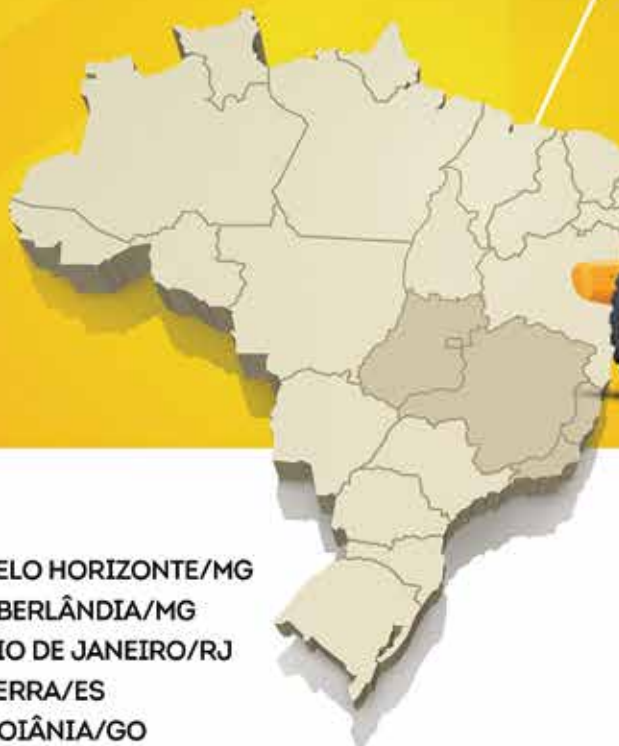 ELO HORIZONTE/MG
BERLÂNDIA/MG
IO DE JANEIRO/RJ
ERRA/ES
OIÂNIA/GO